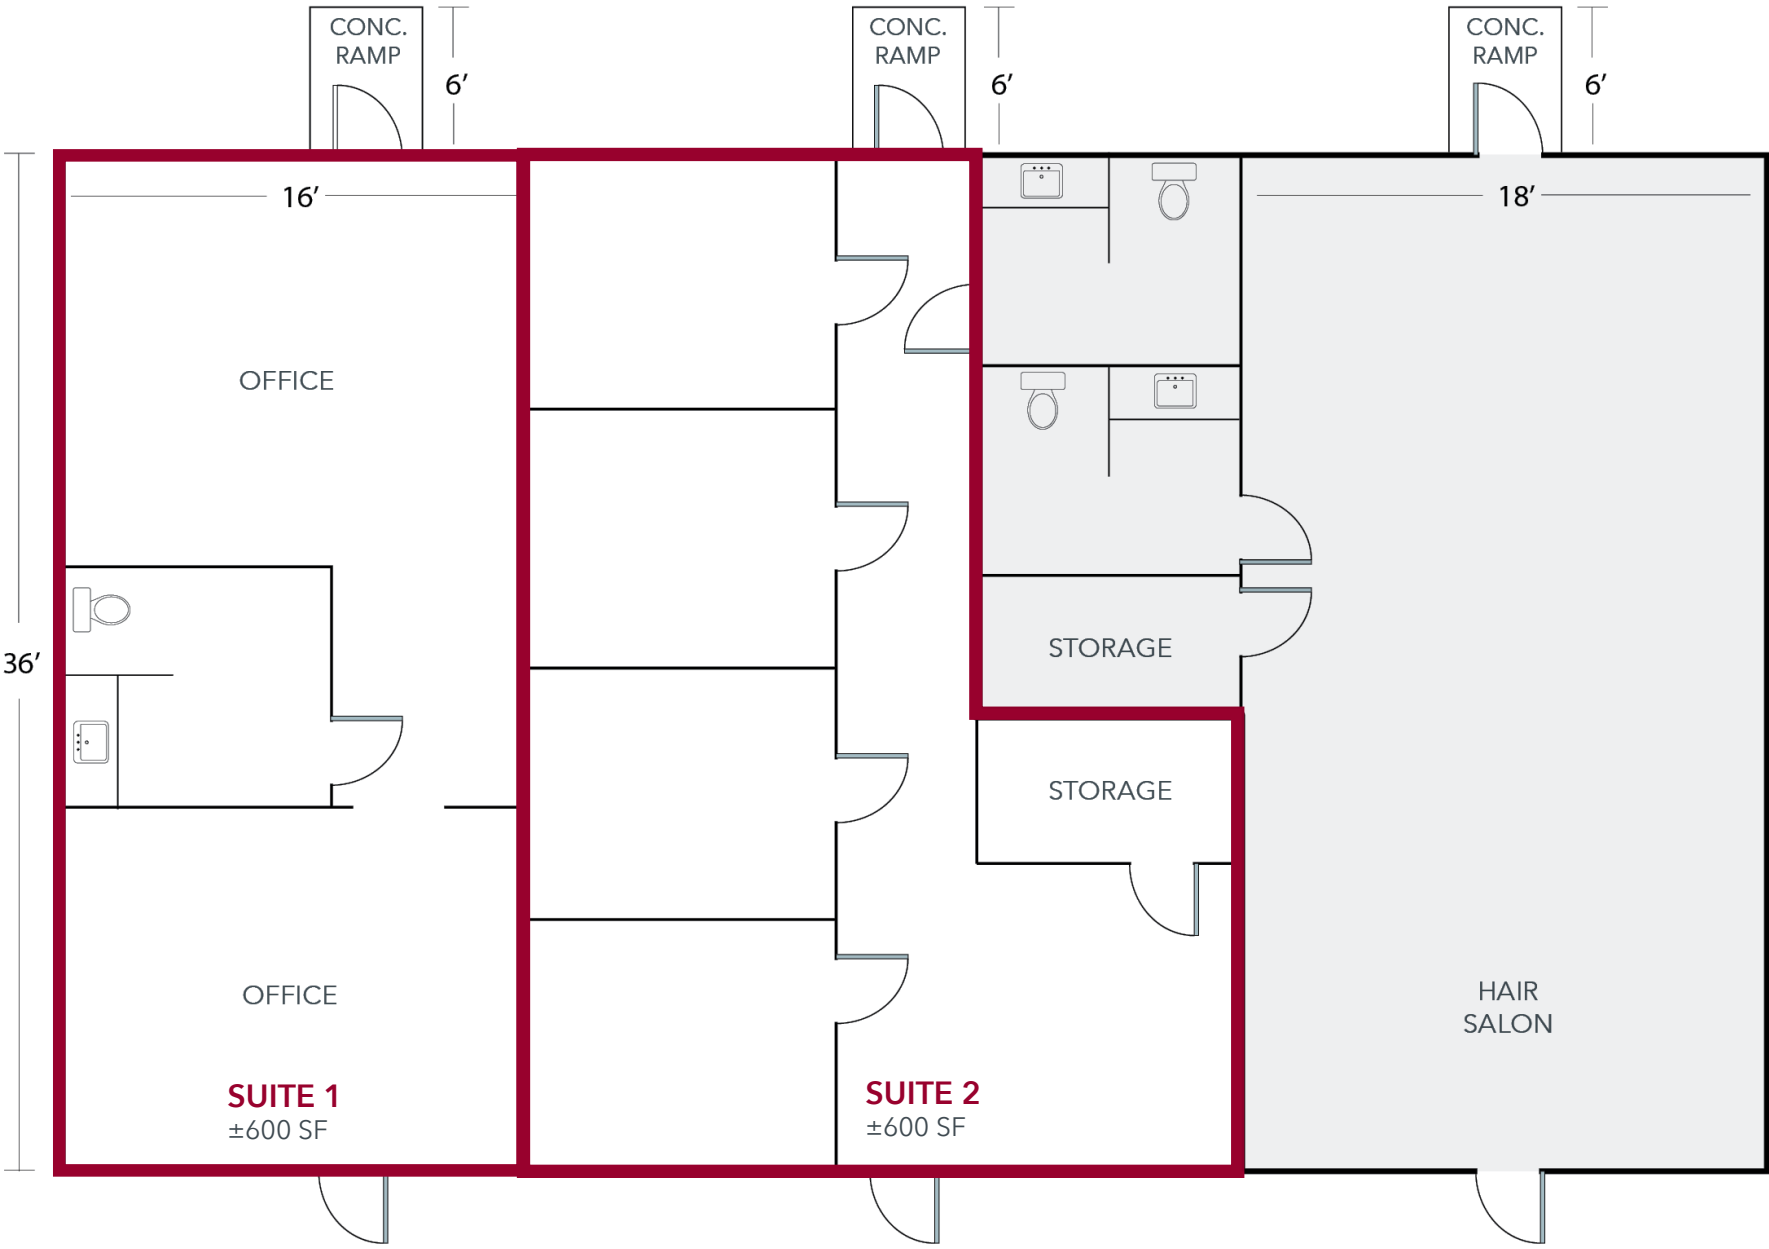 CONC.
RAMP
6’
CONC.
RAMP
6’
CONC.
RAMP
6’
16’
18’
OFFICE
36’
STORAGE
STORAGE
OFFICE
HAIR
SALON
SUITE 1
±600 SF
SUITE 2
±600 SF